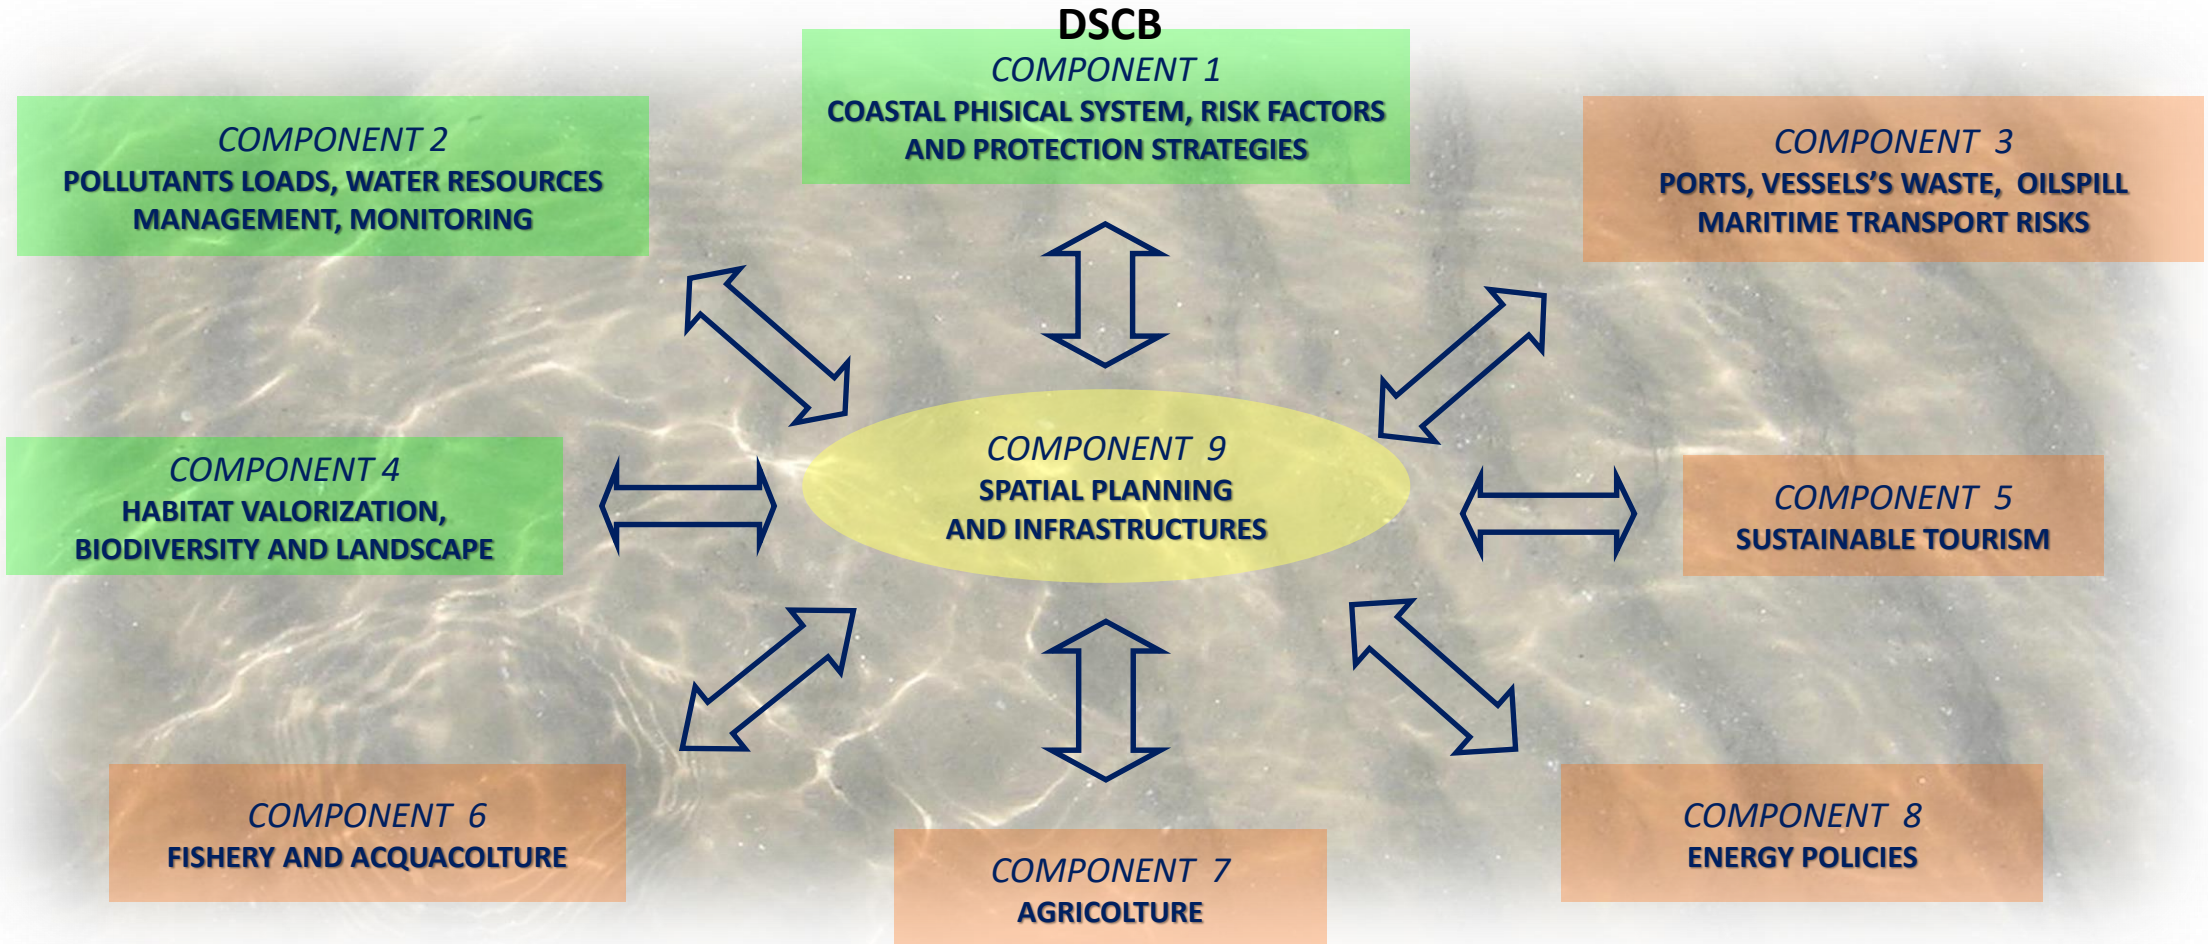 DSCB
COMPONENT 1
COASTAL PHISICAL SYSTEM, RISK FACTORS
AND PROTECTION STRATEGIES
COMPONENT 2
POLLUTANTS LOADS, WATER RESOURCES
MANAGEMENT, MONITORING
COMPONENT 3
PORTS, VESSELS’S WASTE, OILSPILL
MARITIME TRANSPORT RISKS
COMPONENT 4
HABITAT VALORIZATION,
BIODIVERSITY AND LANDSCAPE
COMPONENT 9
SPATIAL PLANNING
AND INFRASTRUCTURES
COMPONENT 5
SUSTAINABLE TOURISM
COMPONENT 6
FISHERY AND ACQUACOLTURE
COMPONENT 7
AGRICOLTURE
COMPONENT 8
ENERGY POLICIES